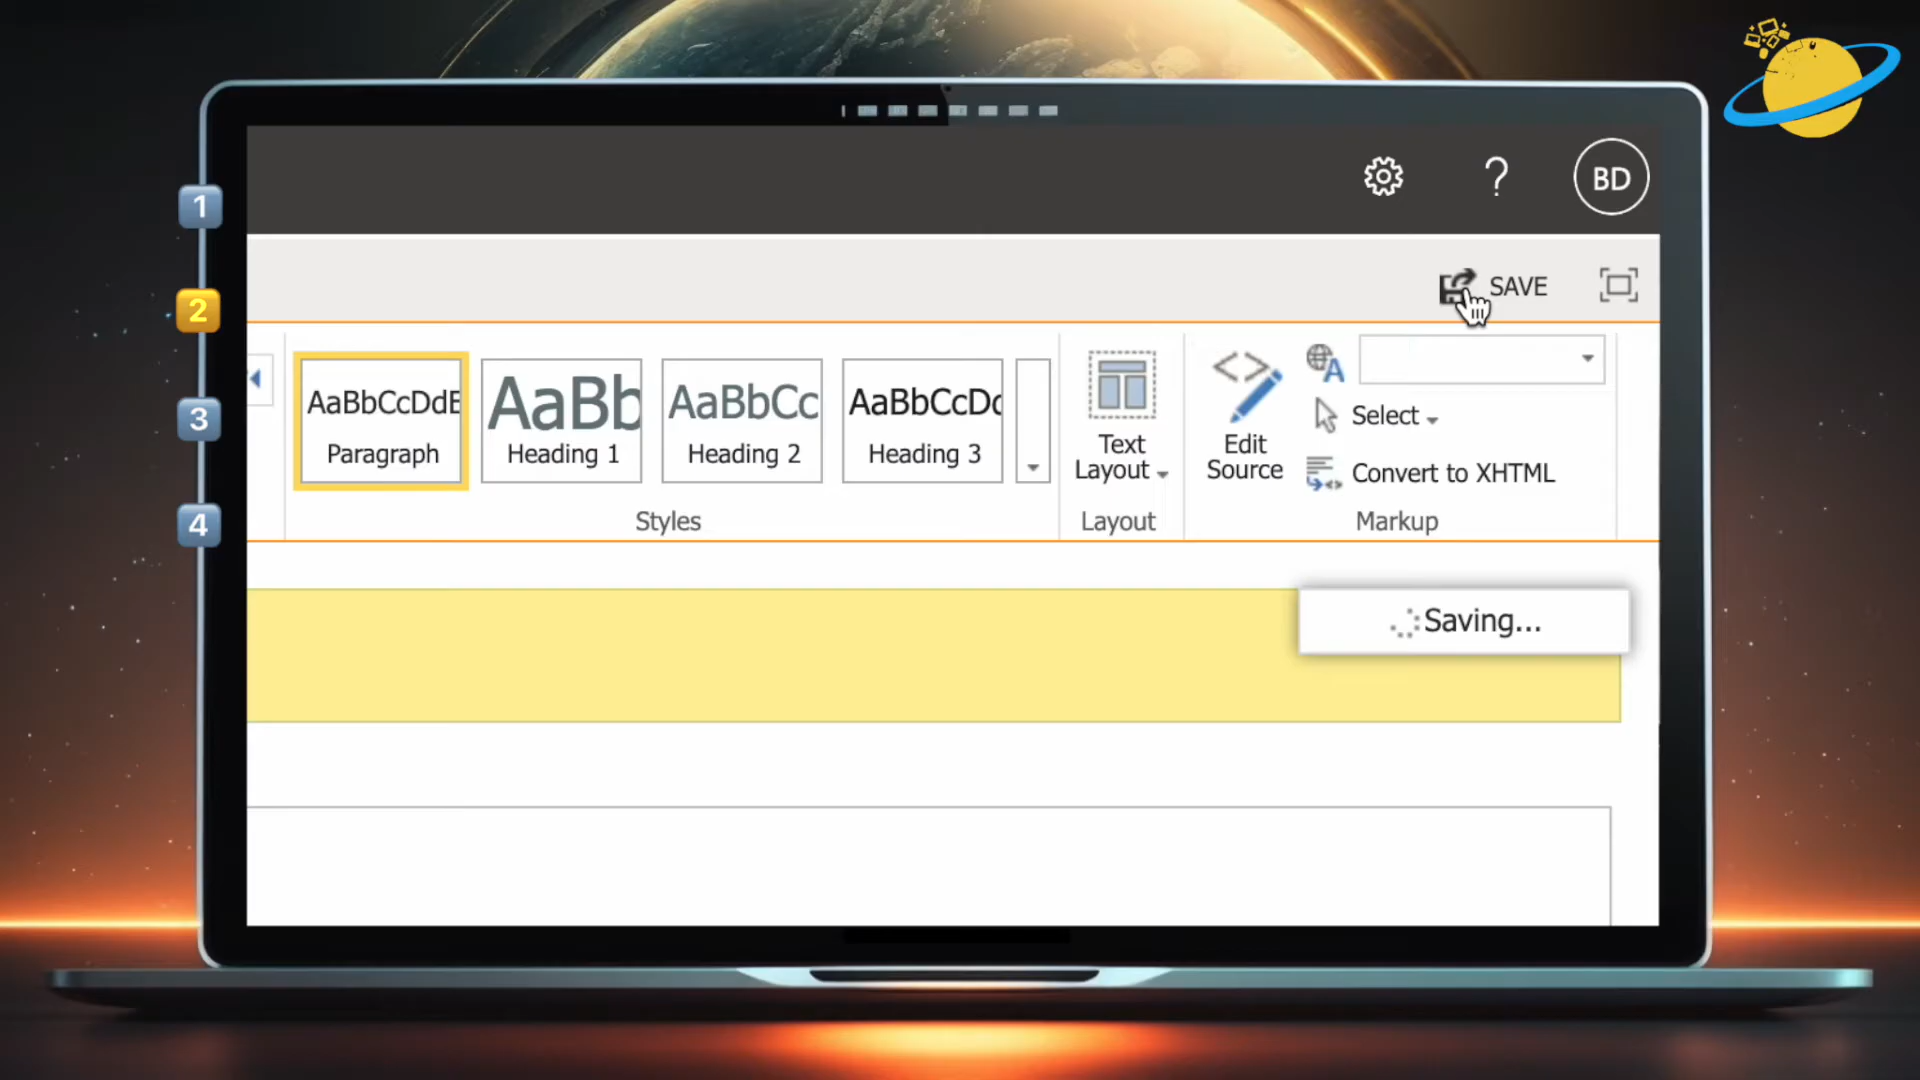 1
2
3
4
?
BD
SAVE
AaBbCcDdE
Paragraph
AaBb
Heading 1
AaBbCc
Heading 2
AaBbCcDc
Heading 3
Styles
Text
Layout
Layout
Edit
Source
A
Select
Convert to XHTML
Markup
Saving...